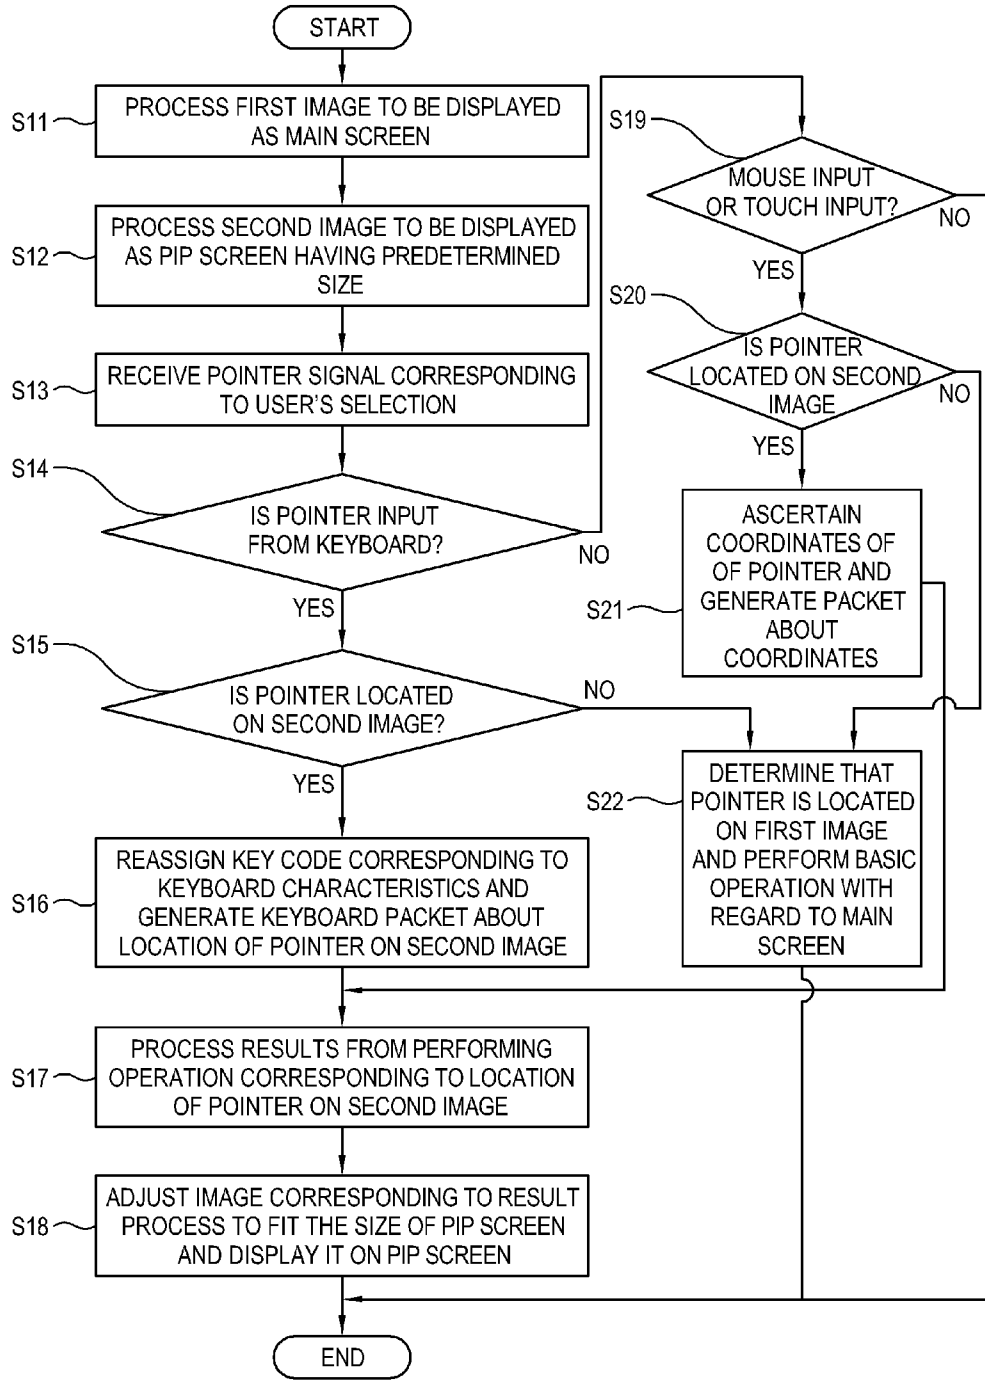 START
S11
PROCESS FIRST IMAGE TO BE DISPLAYED
AS MAIN SCREEN
S12
PROCESS SECOND IMAGE TO BE DISPLAYED
AS PIP SCREEN HAVING PREDETERMINED
SIZE
S13
RECEIVE POINTER SIGNAL CORRESPONDING
TO USER'S SELECTION
S14
IS POINTER INPUT
FROM KEYBOARD?
NO
YES
S15
IS POINTER LOCATED
ON SECOND IMAGE?
NO
YES
S16
REASSIGN KEY CODE CORRESPONDING TO
KEYBOARD CHARACTERISTICS AND
GENERATE KEYBOARD PACKET ABOUT
LOCATION OF POINTER ON SECOND IMAGE
S17
PROCESS RESULTS FROM PERFORMING
OPERATION CORRESPONDING TO LOCATION
OF POINTER ON SECOND IMAGE
S18
ADJUST IMAGE CORRESPONDING TO RESULT
PROCESS TO FIT THE SIZE OF PIP SCREEN
AND DISPLAY IT ON PIP SCREEN
END
S19
MOUSE INPUT
OR TOUCH INPUT?
NO
YES
S20
IS POINTER
LOCATED ON SECOND
IMAGE
NO
YES
S21
ASCERTAIN
COORDINATES OF
OF POINTER AND
GENERATE PACKET
ABOUT
COORDINATES
S22
DETERMINE THAT
POINTER IS LOCATED
ON FIRST IMAGE
AND PERFORM BASIC
OPERATION WITH
REGARD TO MAIN
SCREEN